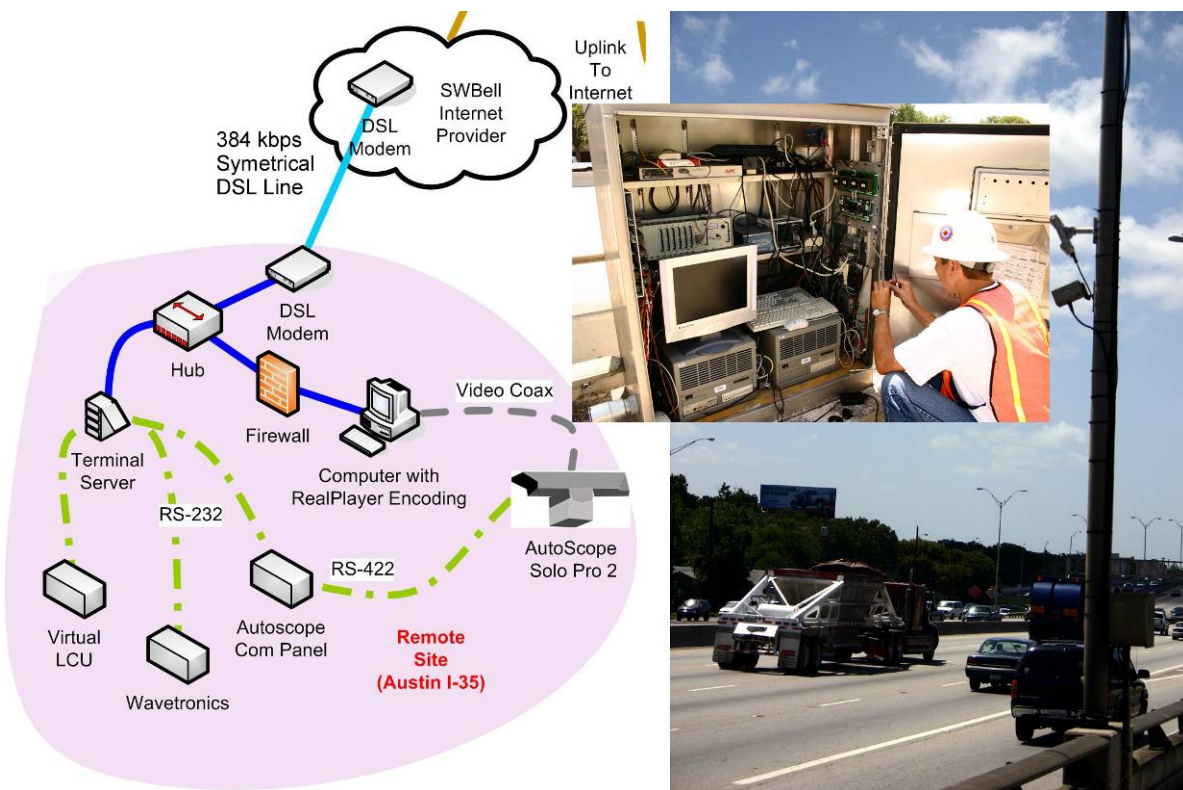 Uplink
To
Internet
SWBell
Internet
Provider
DSL
Modem
384 kbps
Symetrical
DSL Line
DSL
Modem
Hub
Firewall
Video Coax
Terminal
Server
Computer with
RealPlayer Encoding
RS-232
AutoScope
Solo Pro 2
RS-422
Virtual
LCU
Autoscope
Com Panel
Remote
Site
(Austin I-35)
Wavetronics
APC